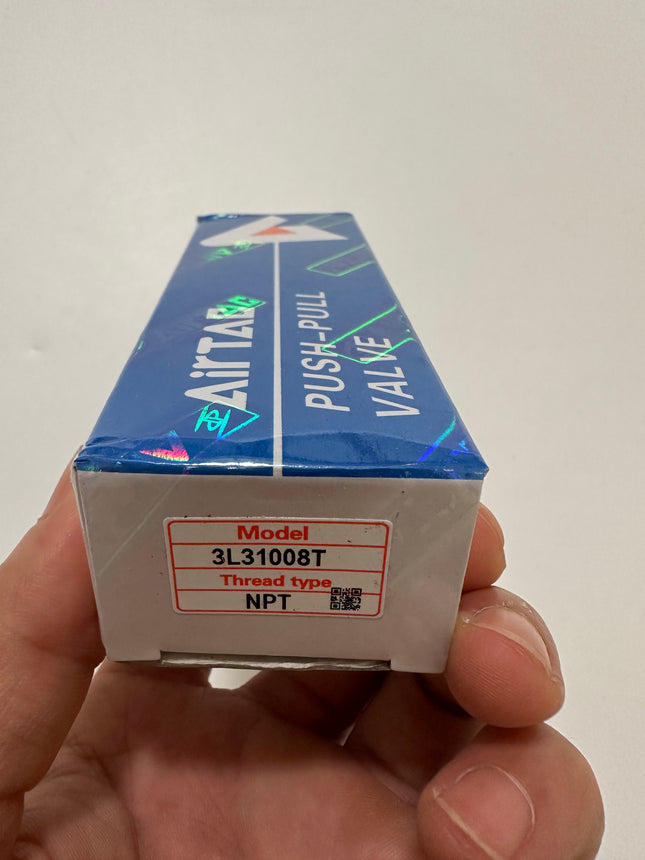 AirTAC
PUSH-PULL
VALVE
Model
3L31008T
Thread type
NPT